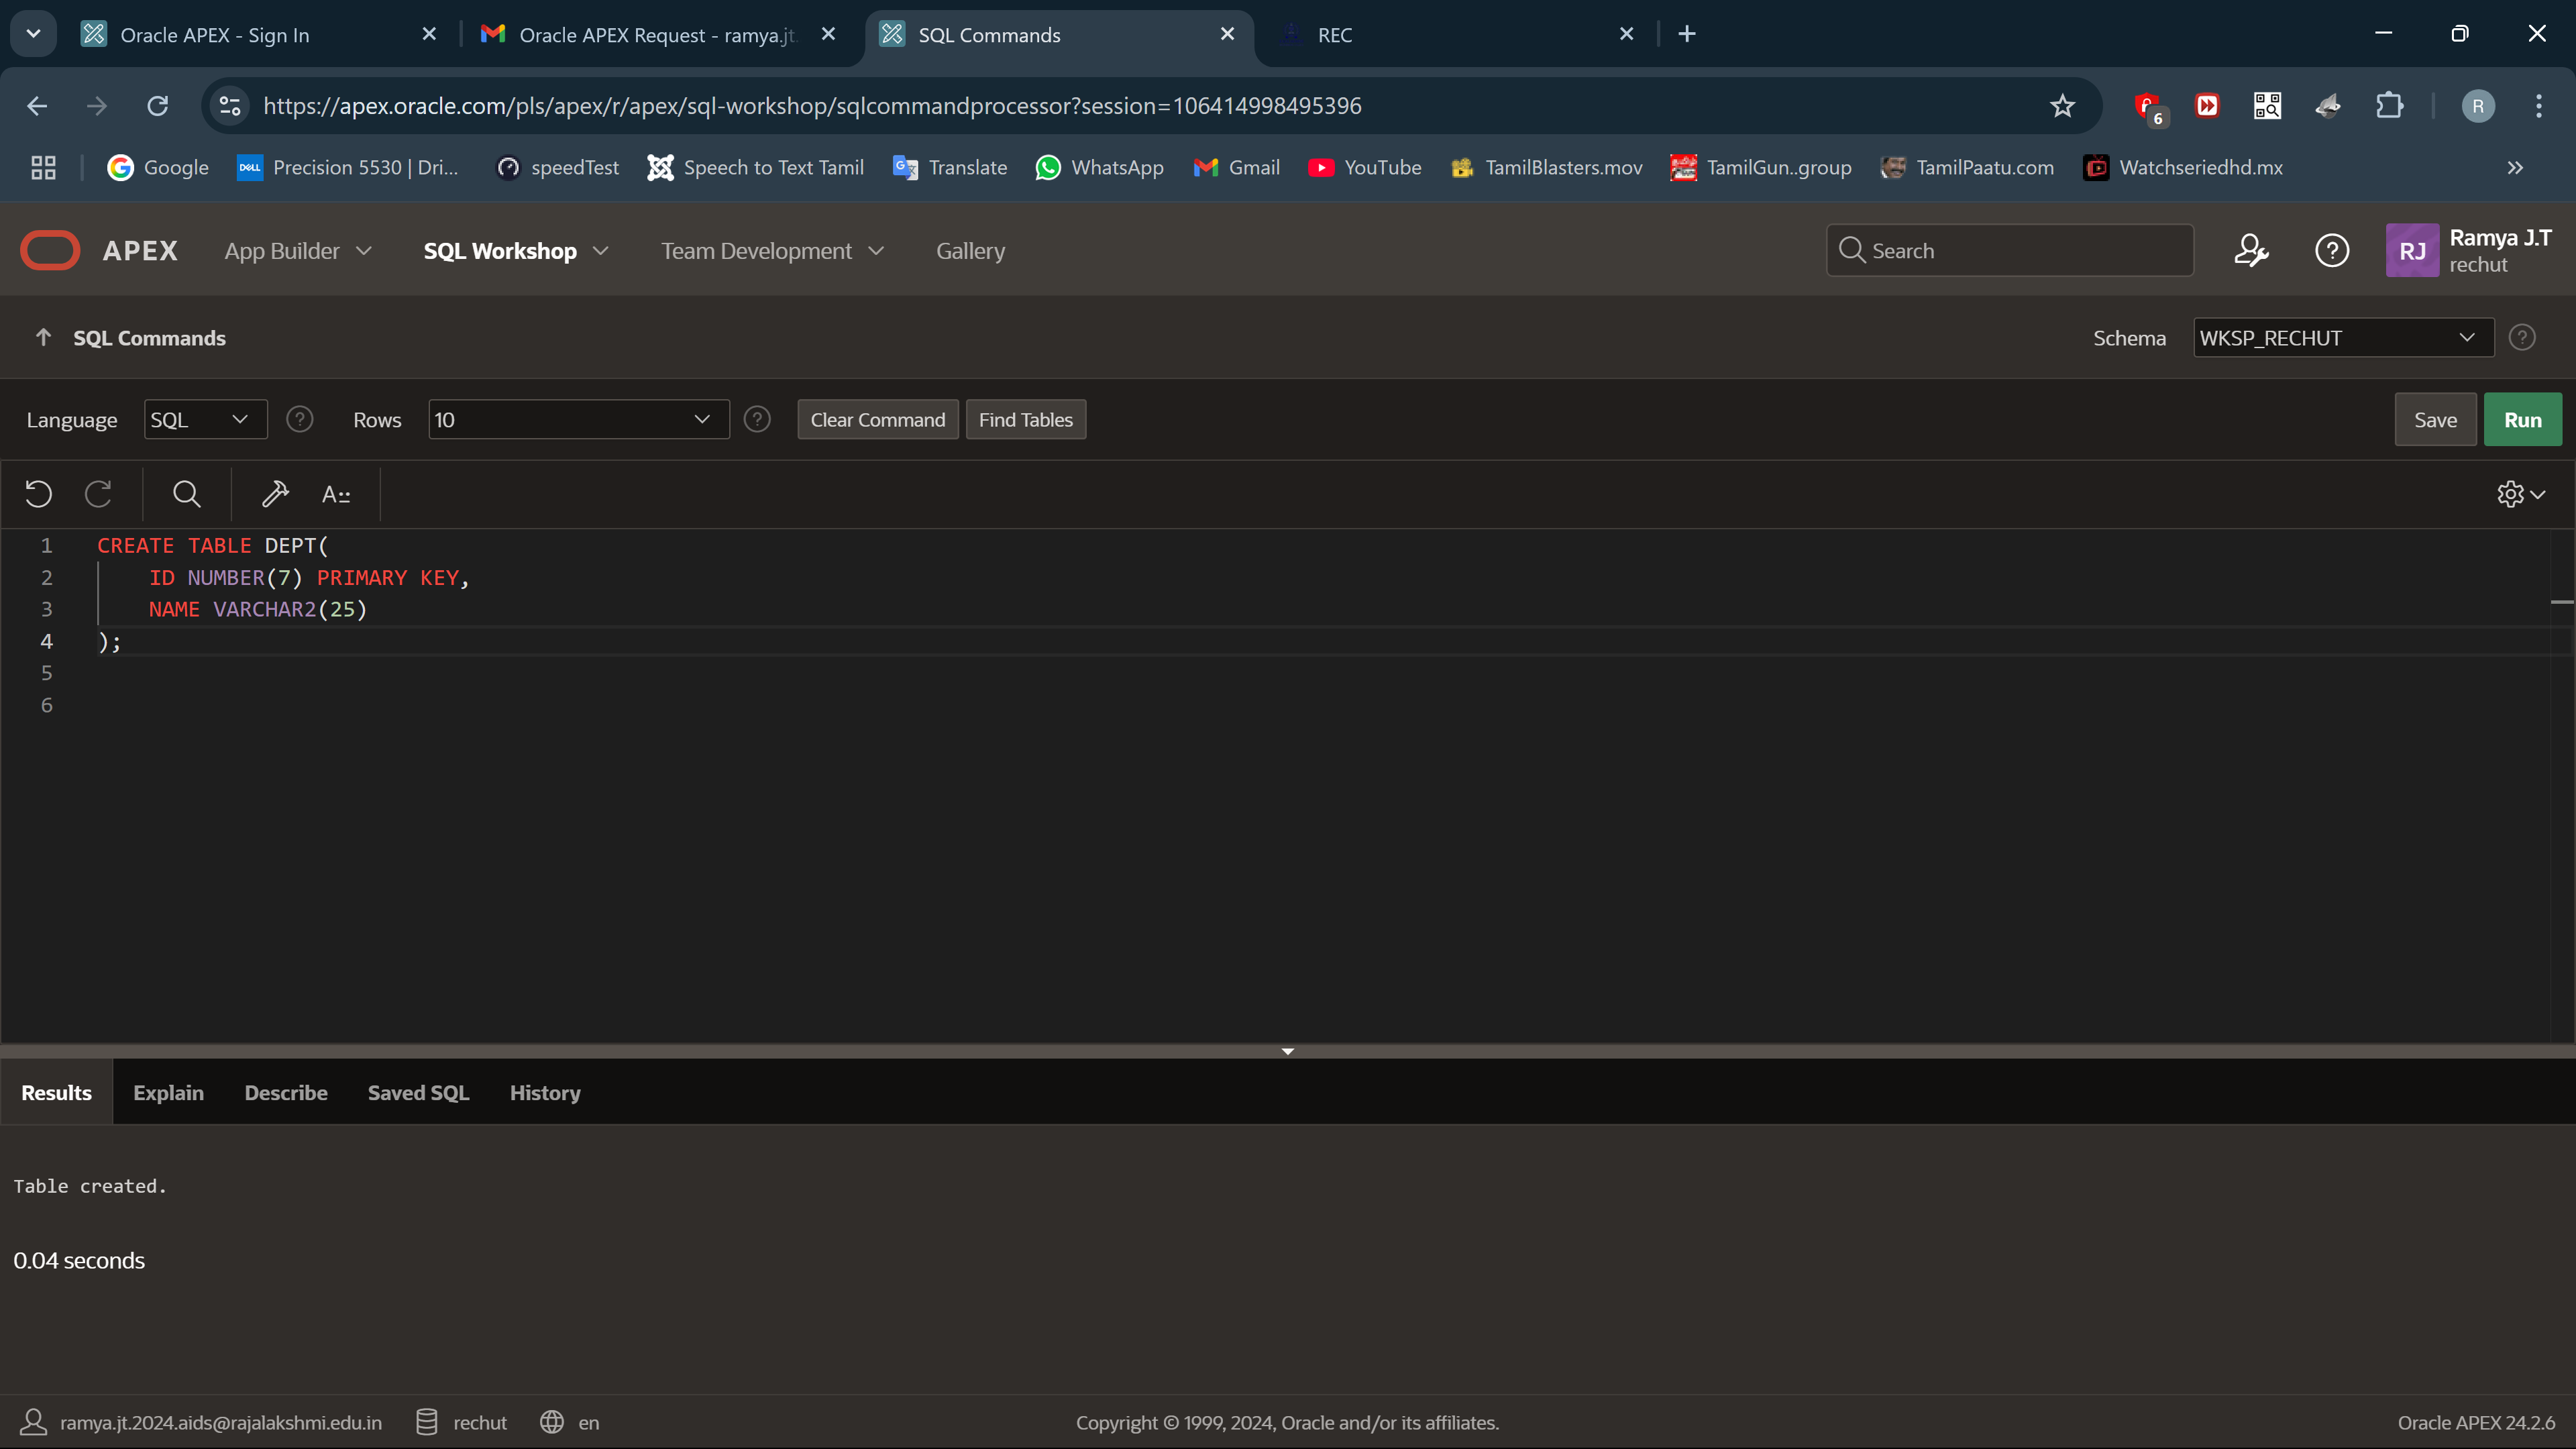 Oracle APEX - Sign In
Oracle APEX Request - ramya.jt.
SQL Commands
REC
https://apex.oracle.com/pls/apex/r/apex/sql-workshop/sqlcommandprocessor?session=106414998495396
6
R
Google
DELL
Precision 5530 | Dri...
speedTest
Speech to Text Tamil
Translate
WhatsApp
Gmail
YouTube
TamilBlasters.mov
TamilGun..group
TamilPaatu.com
Watchseriedhd.mx
APEX
App Builder
SQL Workshop
Team Development
Gallery
Search
RJ
Ramya J.T
rechut
SQL Commands
Schema
WKSP_RECHUT
Language
SQL
Rows
10
Clear Command
Find Tables
Save
Run
1 CREATE TABLE DEPT(
2 ID NUMBER(7) PRIMARY KEY,
3 NAME VARCHAR2(25)
4 );
5
6
Results
Explain
Describe
Saved SQL
History
Table created.
0.04 seconds
ramya.jt.2024.aids@rajalakshmi.edu.in
rechut
en
Copyright © 1999, 2024, Oracle and/or its affiliates.
Oracle APEX 24.2.6